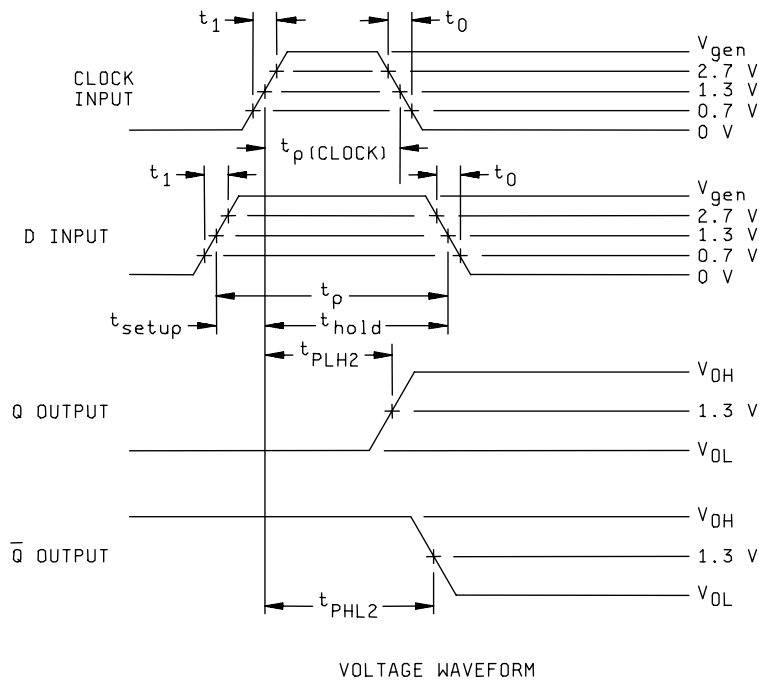 t1
t0
Vgen
2.7 V
1.3 V
0.7 V
0 V
CLOCK
INPUT
tp(CLOCK)
t1
t0
Vgen
2.7 V
1.3 V
0.7 V
0 V
D INPUT
tp
tsetup
thold
tPLH2
VOH
Q OUTPUT
1.3 V
VOL
VOH
Q̅ OUTPUT
1.3 V
VOL
tPHL2
VOLTAGE WAVEFORM